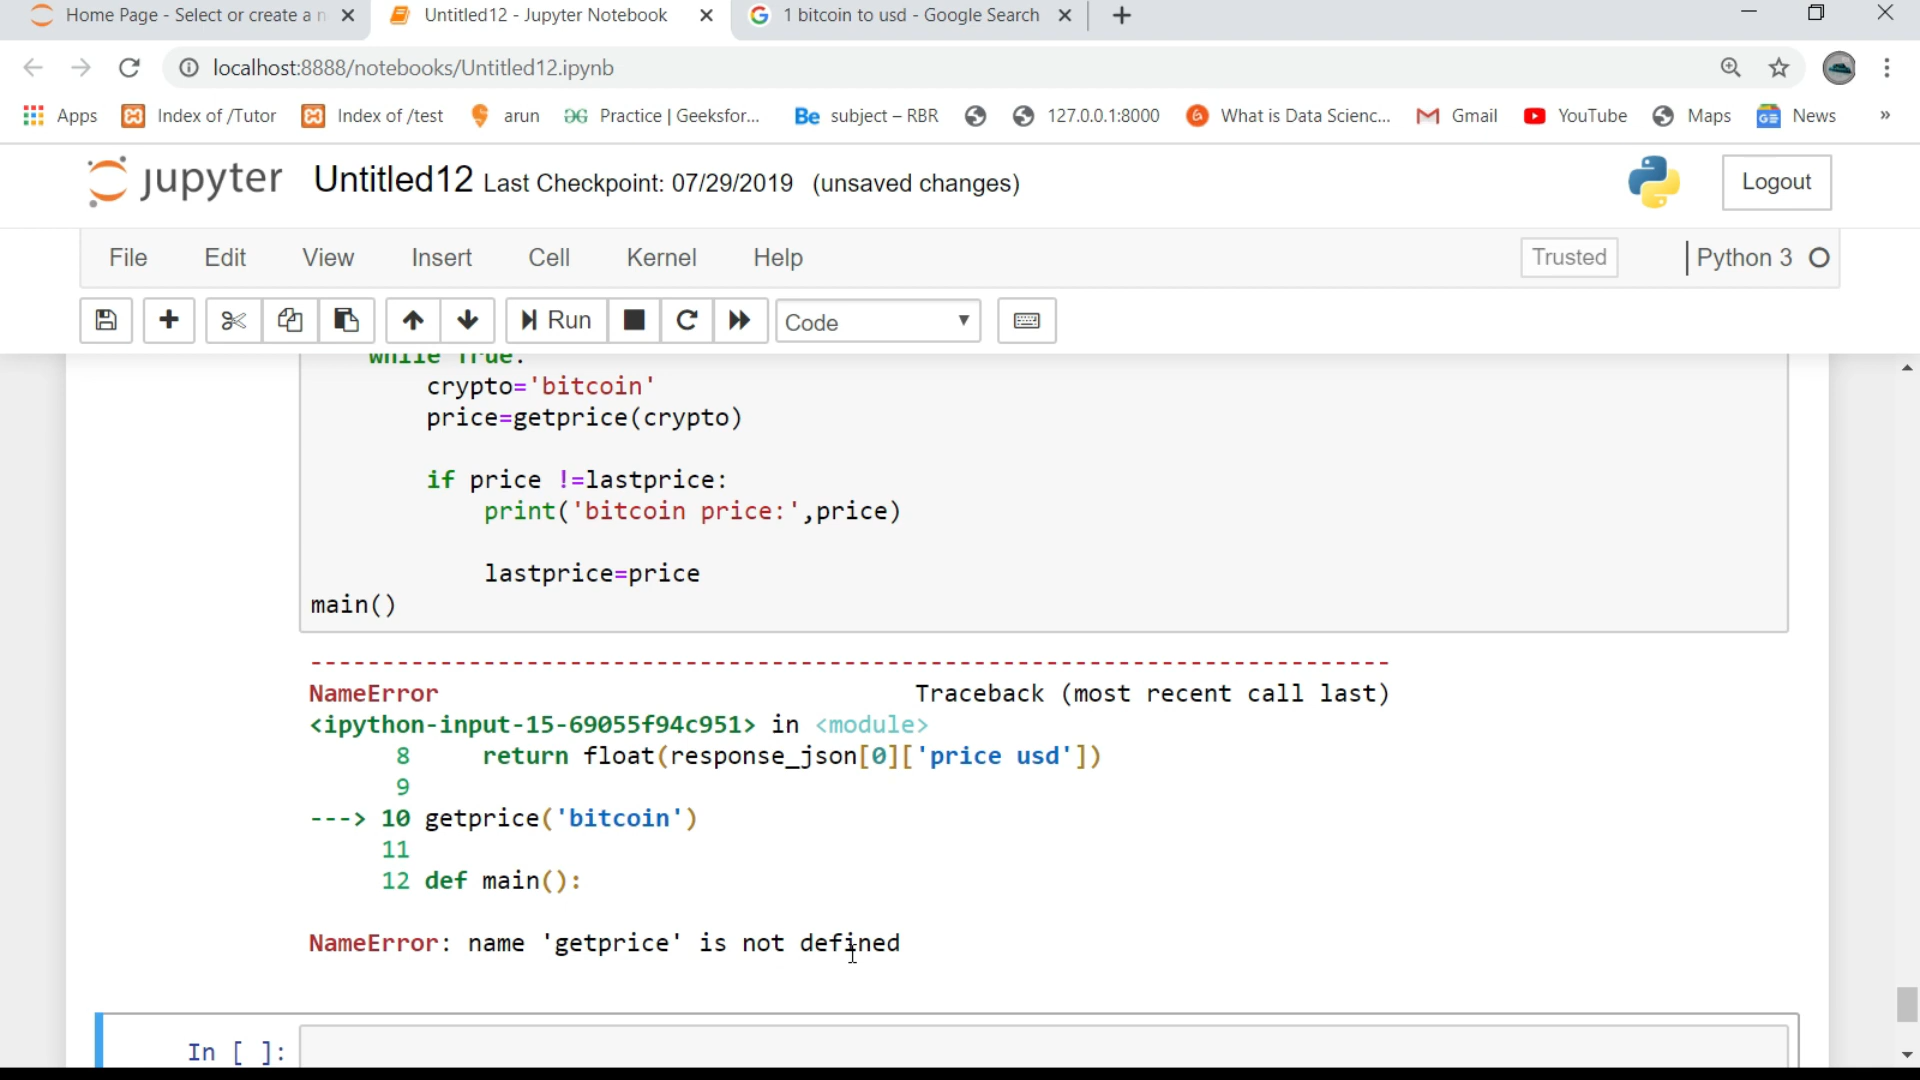 Home Page - Select or create a n
Untitled12 - Jupyter Notebook
1 bitcoin to usd - Google Search
localhost:8888/notebooks/Untitled12.ipynb
Apps
Index of /Tutor
Index of /test
arun
Practice | Geeksfor...
Be subject – RBR
127.0.0.1:8000
What is Data Scienc...
Gmail
YouTube
Maps
News
»
jupyter Untitled12 Last Checkpoint: 07/29/2019 (unsaved changes)
Logout
File Edit View Insert Cell Kernel Help
Trusted
Python 3
Run
Code
while True:
crypto='bitcoin'
price=getprice(crypto)
if price !=lastprice:
print('bitcoin price:',price)
lastprice=price
main()
---------------------------------------------------------------------------
NameError Traceback (most recent call last)
<ipython-input-15-69055f94c951> in <module>
8 return float(response_json[0]['price usd'])
9
---> 10 getprice('bitcoin')
11
12 def main():
NameError: name 'getprice' is not defined
In [ ]: